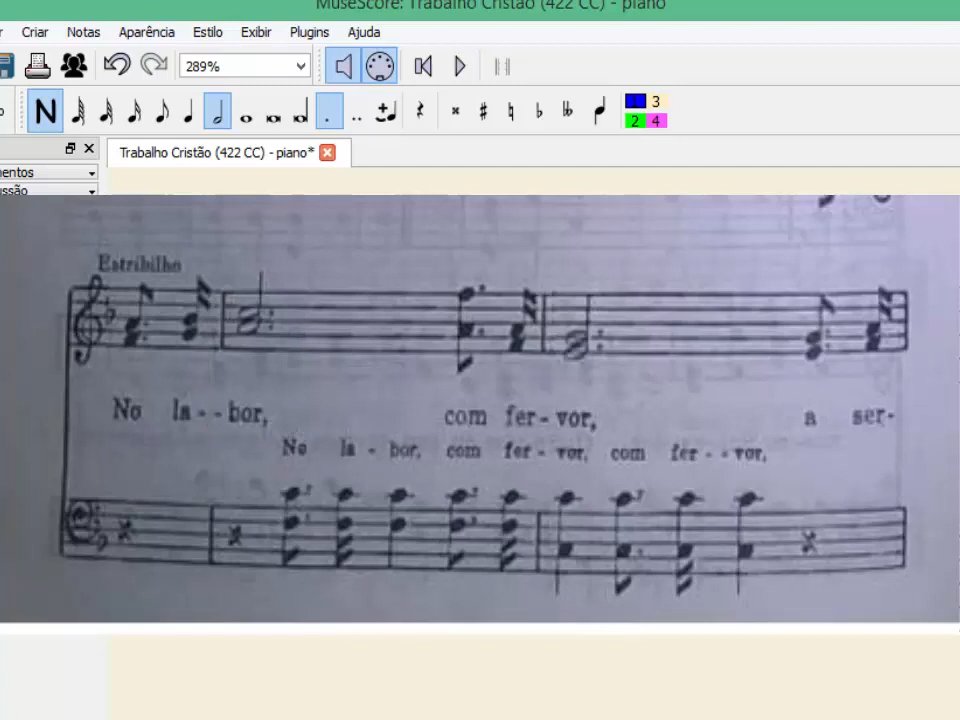 MuseScore: Trabalho Cristão (422 CC) - piano
r Criar Notas Aparência Estilo Exibir Plugins Ajuda
289%
N
1 3
2 4
Trabalho Cristão (422 CC) - piano*
entos
ussão
Estribilho
No la - - bor, com fer - vor, a ser-
No la - bor, com fer - vor, com fer - - vor,